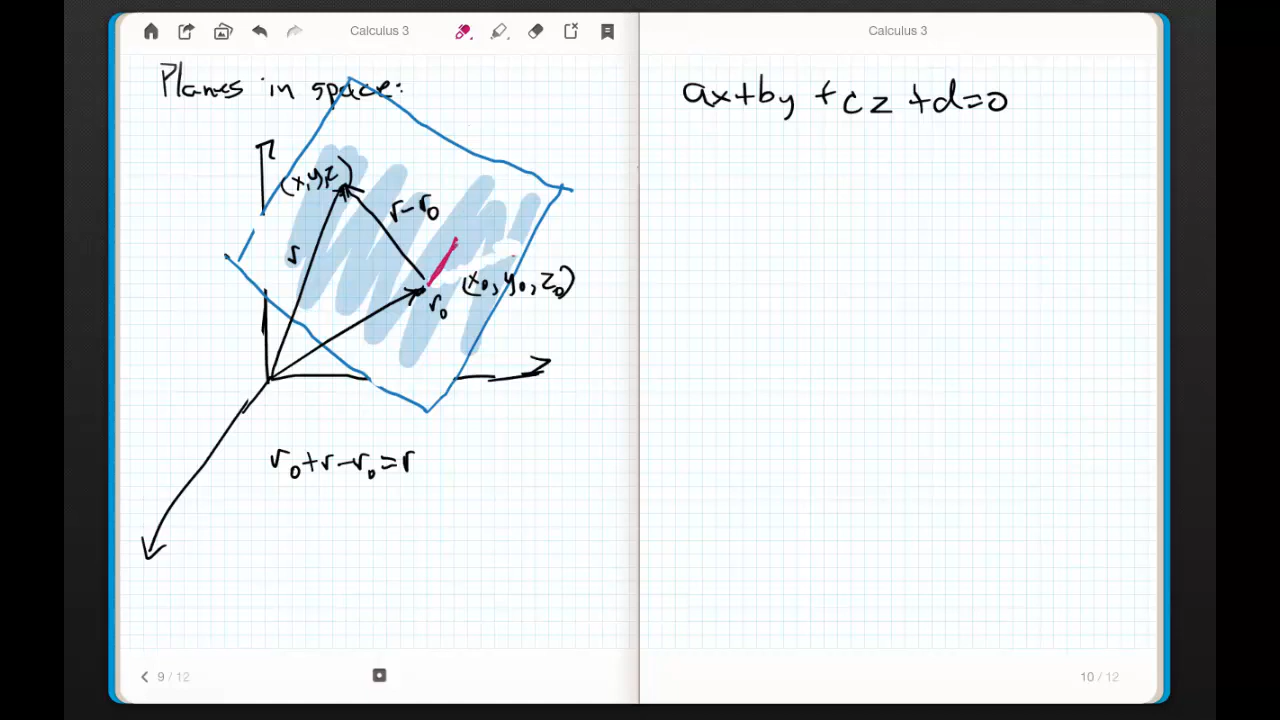 Calculus 3
Planes in space:
(x,y,z)
r-r₀
r
(x₀, y₀, z₀)
r₀
r₀+r-r₀=r
9 / 12
Calculus 3
ax+by+cz+d=0
10 / 12